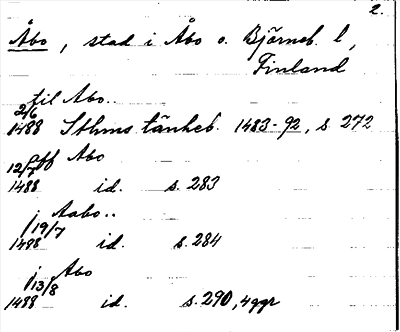 2.
Åbo, stad i Åbo o. Björneb. l,
Finland
til Abo..
2/6
1488 Sthms tänkeb. 1483-92, s 272
aff Abo
12/7
1488 id. s. 283
j Aabo..
19/7
1488 id. s. 284
j Abo
13/8
1488 id. s. 290, 4ggr